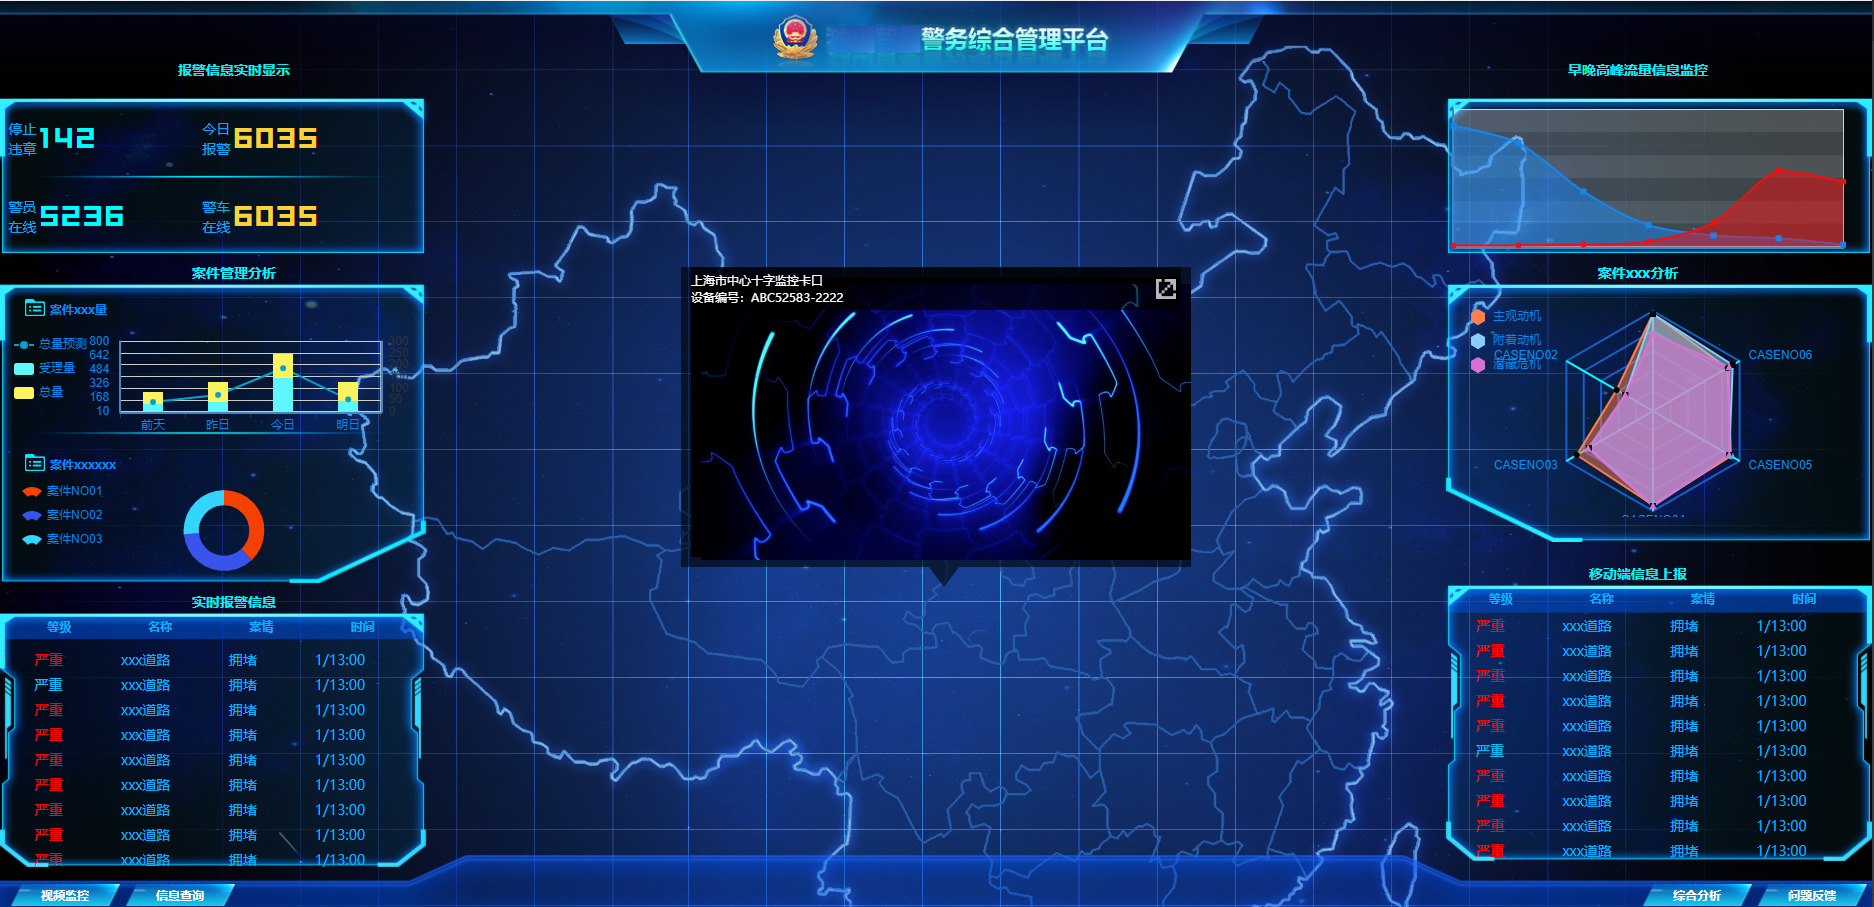 警务综合管理平台
报警信息实时显示
停止违章 142
今日报警 6035
警员在线 5236
警车在线 6035
案件管理分析
案件xxx量
总量预测
受理量
总量
800
642
484
326
168
10
300
250
100
50
0
前天 昨日 今日 明日
案件xxxxxx
案件NO01
案件NO02
案件NO03
实时报警信息
等级 名称 案情 时间
严重 xxx道路 拥堵 1/13:00
严重 xxx道路 拥堵 1/13:00
严重 xxx道路 拥堵 1/13:00
严重 xxx道路 拥堵 1/13:00
严重 xxx道路 拥堵 1/13:00
严重 xxx道路 拥堵 1/13:00
严重 xxx道路 拥堵 1/13:00
严重 xxx道路 拥堵 1/13:00
严重 xxx道路 拥堵 1/13:00
上海市中心十字监控卡口
设备编号：ABC52583-2222
早晚高峰流量信息监控
案件xxx分析
主观动机
附着动机
潜藏危机
CASENO02
CASENO06
CASENO03
CASENO05
移动端信息上报
等级 名称 案情 时间
严重 xxx道路 拥堵 1/13:00
严重 xxx道路 拥堵 1/13:00
严重 xxx道路 拥堵 1/13:00
严重 xxx道路 拥堵 1/13:00
严重 xxx道路 拥堵 1/13:00
严重 xxx道路 拥堵 1/13:00
严重 xxx道路 拥堵 1/13:00
严重 xxx道路 拥堵 1/13:00
严重 xxx道路 拥堵 1/13:00
严重 xxx道路 拥堵 1/13:00
视频监控
信息查询
综合分析
问题反馈